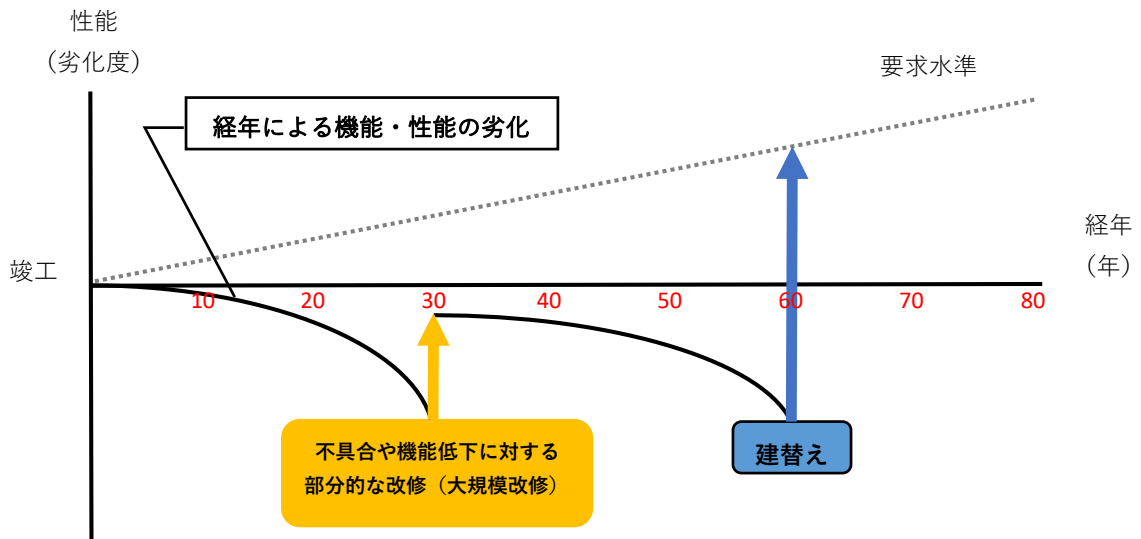 性能
（劣化度）
要求水準
経年による機能・性能の劣化
経年
（年）
竣工
10 20 30 40 50 60 70 80
不具合や機能低下に対する
部分的な改修（大規模改修）
建替え